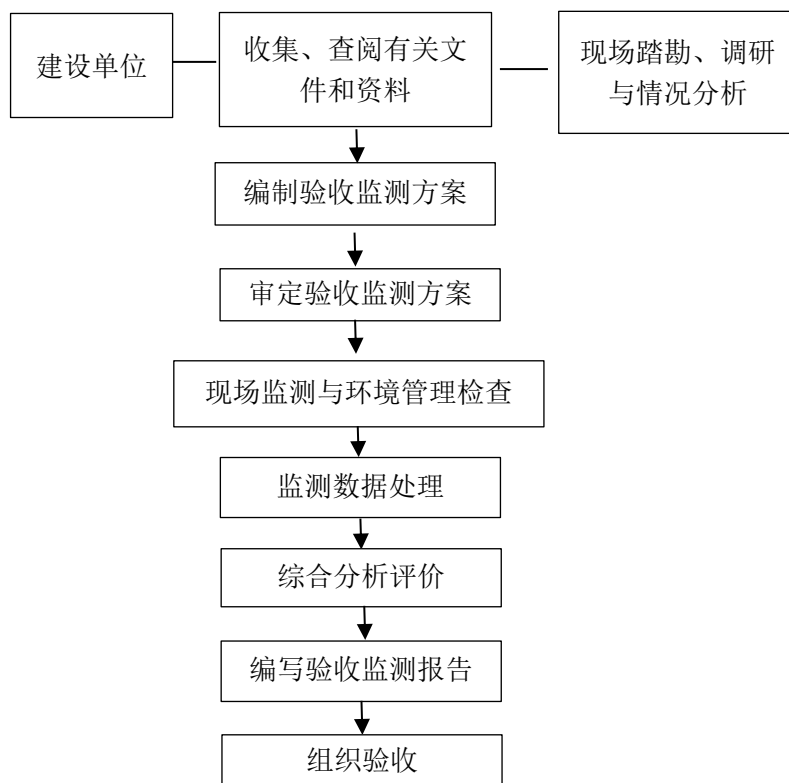 建设单位
收集、查阅有关文
件和资料
现场踏勘、调研
与情况分析
编制验收监测方案
审定验收监测方案
现场监测与环境管理检查
监测数据处理
综合分析评价
编写验收监测报告
组织验收